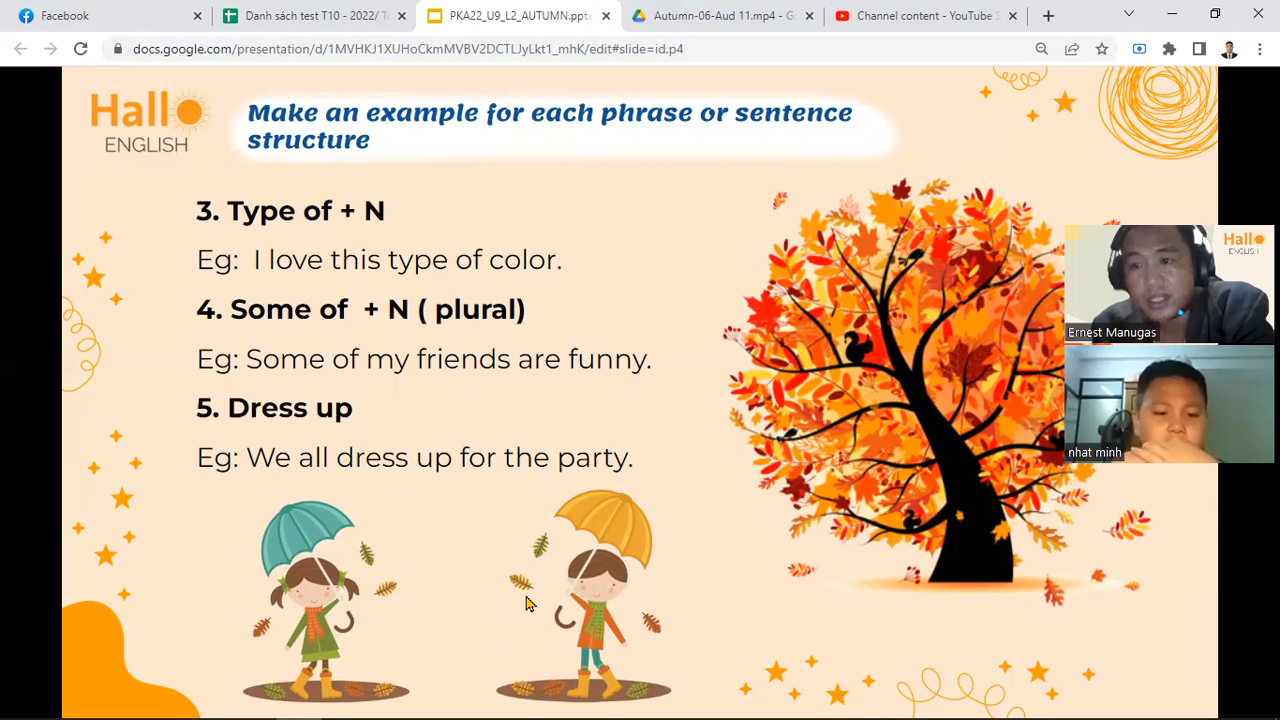 Facebook
Danh sách test T10 - 2022/ T
PKA22_U9_L2_AUTUMN.ppt
Autumn-06-Aud 11.mp4 - G
Channel content - YouTube S
docs.google.com/presentation/d/1MVHKJ1XUHoCkmMVBV2DCTLJyLkt1_mhK/edit#slide=id.p4
Hallo
ENGLISH
Make an example for each phrase or sentence
structure
3. Type of + N
Eg: I love this type of color.
4. Some of + N ( plural)
Eg: Some of my friends are funny.
5. Dress up
Eg: We all dress up for the party.
Hallo
ENGLISH
Ernest Manugas
nhat minh